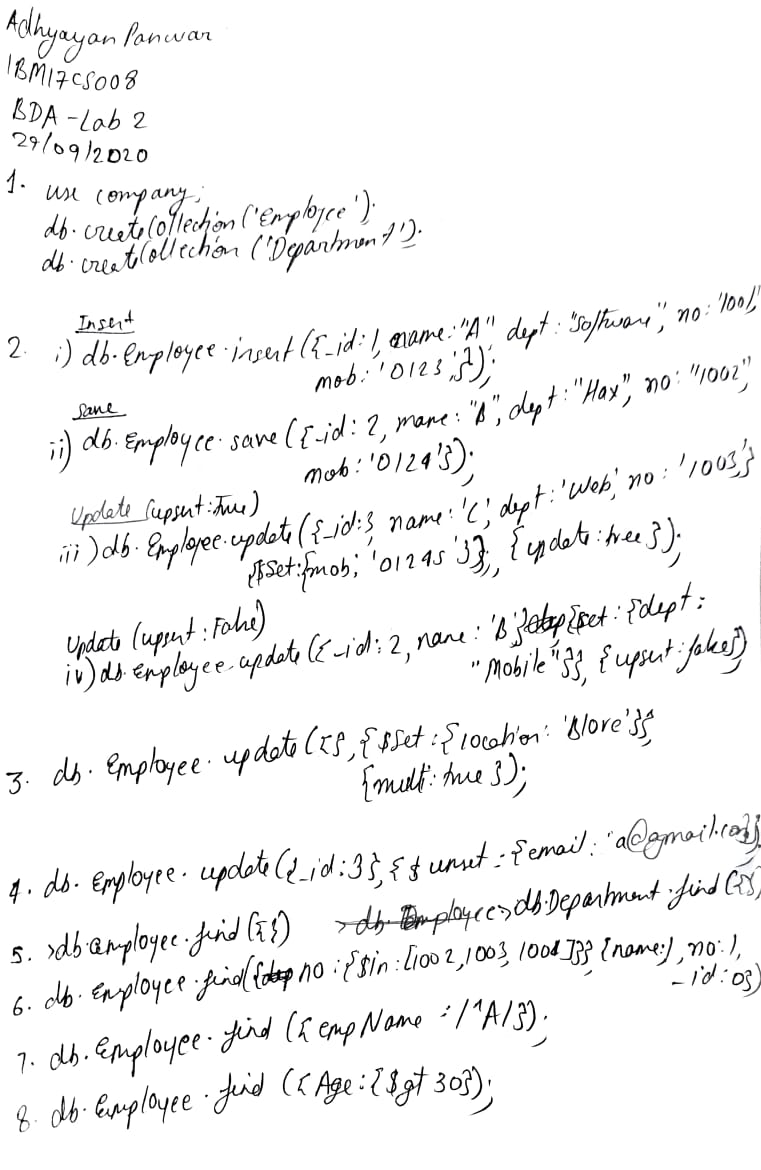 Adhyayan Panwar
1BM17CS008
BDA - Lab 2
29/09/2020
1. use company;
db.createCollection('Employee');
db.createCollection('Department');
Insert
2. i) db.Employee.insert({_id:1, name:"A" dept:"Software", no:'1001,
mob:'0123'});
Save
ii) db.Employee.save({_id:2, mane:"B", dept:"Hax", no:"1002",
mob:'0124'});
Update (upsert:True)
iii) db.Employee.update({_id:3, name:'C', dept:'Web', no:'1003'}
{$Set:{mob; '01245'}}, {update:tree});
Update (upsent:False)
iv) db.Employee.update({_id:2, name:'B'} {set:{dept:
"Mobile"}}, {upsert:false})
3. db.Employee.update({}, {$Set:{location:'Blore'}}
{multi:true});
4. db.Employee.update({_id:3}, {$unset:{email:'a@gmail.com}}
5. >db.employee.find({}) >db.Department.find({}),
6. db.Employee.find({no:{$in:[1002,1003,1004]}} {name:1, no:1,
_id:0})
7. db.Employee.find({empName:/^A/});
8. db.Employee.find({Age:{$gt 30});